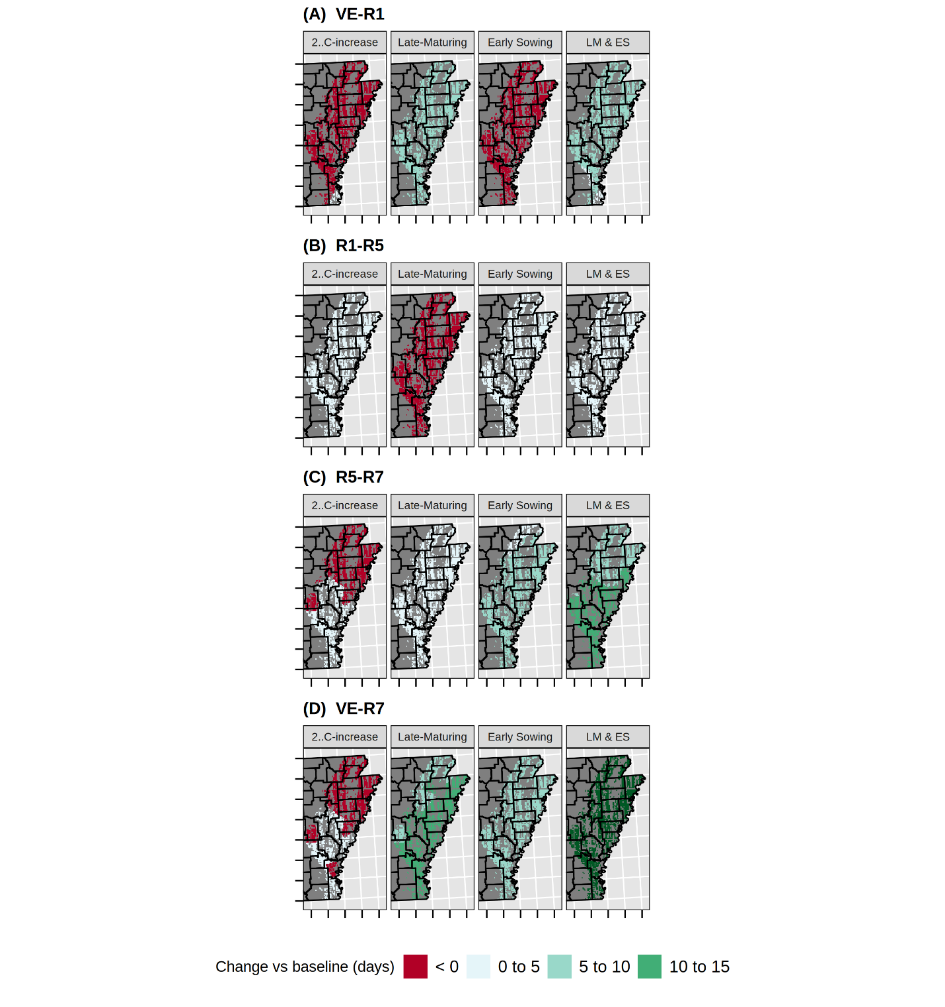 (A) VE-R1
2..C-increase Late-Maturing Early Sowing LM & ES
(B) R1-R5
2..C-increase Late-Maturing Early Sowing LM & ES
(C) R5-R7
2..C-increase Late-Maturing Early Sowing LM & ES
(D) VE-R7
2..C-increase Late-Maturing Early Sowing LM & ES
Change vs baseline (days) < 0 0 to 5 5 to 10 10 to 15